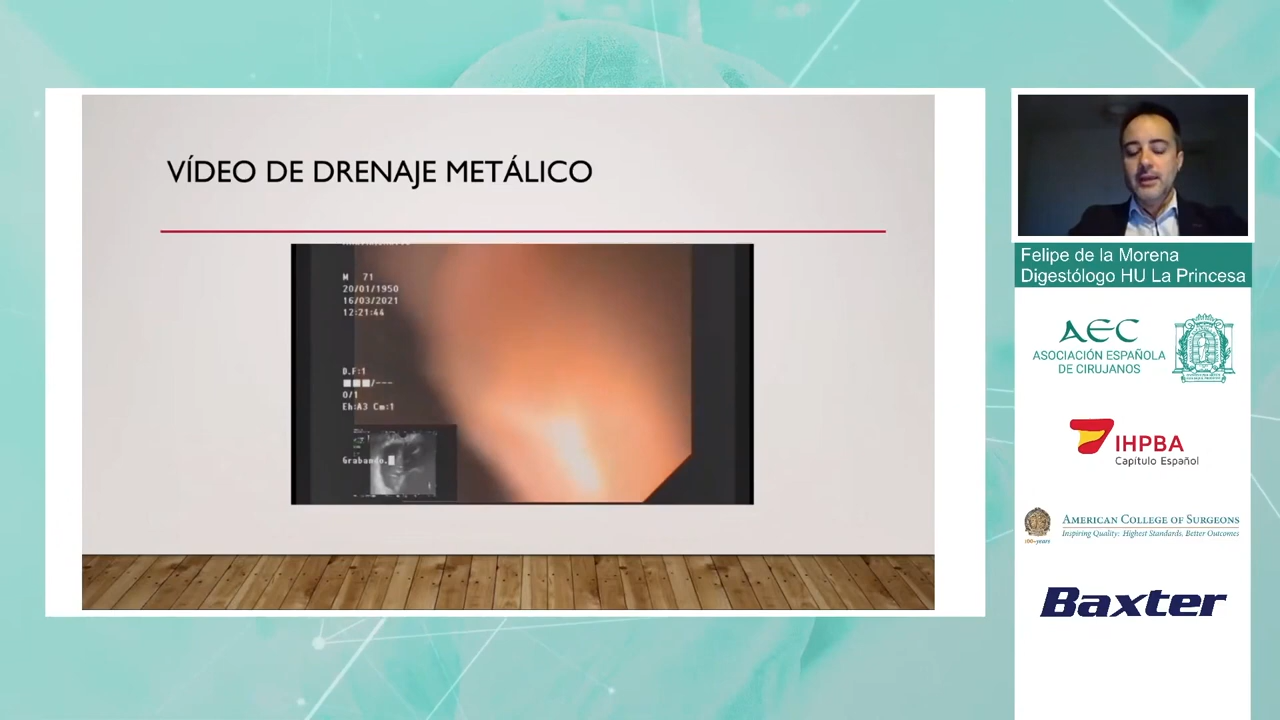 VÍDEO DE DRENAJE METÁLICO
M 71
20/01/1950
16/03/2021
12:21:44
D.F:1
■■■/---
0/1
Eh:A3 Cm:1
Grabando.
Felipe de la Morena
Digestólogo HU La Princesa
AEC
ASOCIACIÓN ESPAÑOLA
DE CIRUJANOS
IHPBA
Capítulo Español
AMERICAN COLLEGE OF SURGEONS
Inspiring Quality: Highest Standards, Better Outcomes
100+years
Baxter